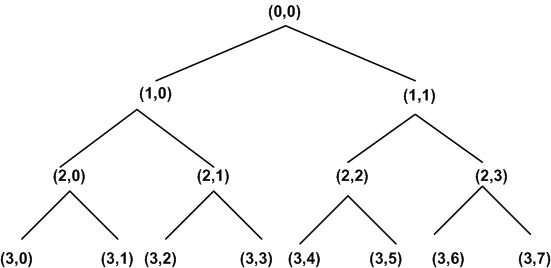 (0,0)
(1,0) (1,1)
(2,0) (2,1) (2,2) (2,3)
(3,0) (3,1) (3,2) (3,3) (3,4) (3,5) (3,6) (3,7)